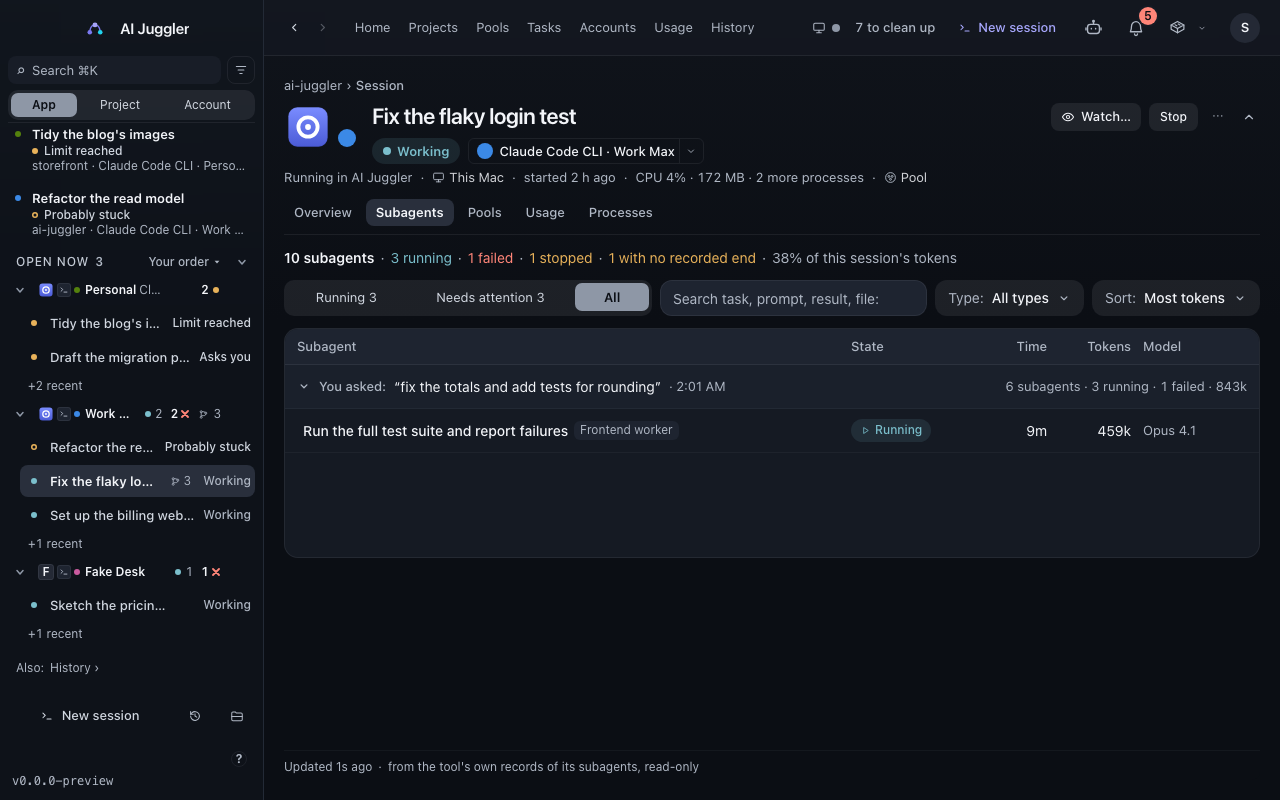 AI Juggler
Search ⌘K
App Project Account
Tidy the blog's images
Limit reached
storefront · Claude Code CLI · Perso...
Refactor the read model
Probably stuck
ai-juggler · Claude Code CLI · Work ...
OPEN NOW 3 Your order
Personal Cl... 2
Tidy the blog's i... Limit reached
Draft the migration p... Asks you
+2 recent
Work ... 2 2 3
Refactor the re... Probably stuck
Fix the flaky lo... 3 Working
Set up the billing web... Working
+1 recent
F Fake Desk 1 1
Sketch the pricin... Working
+1 recent
Also: History ›
New session
?
v0.0.0-preview
Home Projects Pools Tasks Accounts Usage History
7 to clean up
New session
5
S
ai-juggler › Session
Fix the flaky login test
Watch... Stop ···
Working Claude Code CLI · Work Max
Running in AI Juggler · This Mac · started 2 h ago · CPU 4% · 172 MB · 2 more processes · Pool
Overview Subagents Pools Usage Processes
10 subagents · 3 running · 1 failed · 1 stopped · 1 with no recorded end · 38% of this session's tokens
Running 3 Needs attention 3 All
Search task, prompt, result, file:
Type: All types
Sort: Most tokens
Subagent State Time Tokens Model
You asked: “fix the totals and add tests for rounding” · 2:01 AM 6 subagents · 3 running · 1 failed · 843k
Run the full test suite and report failures Frontend worker Running 9m 459k Opus 4.1
Updated 1s ago · from the tool's own records of its subagents, read-only